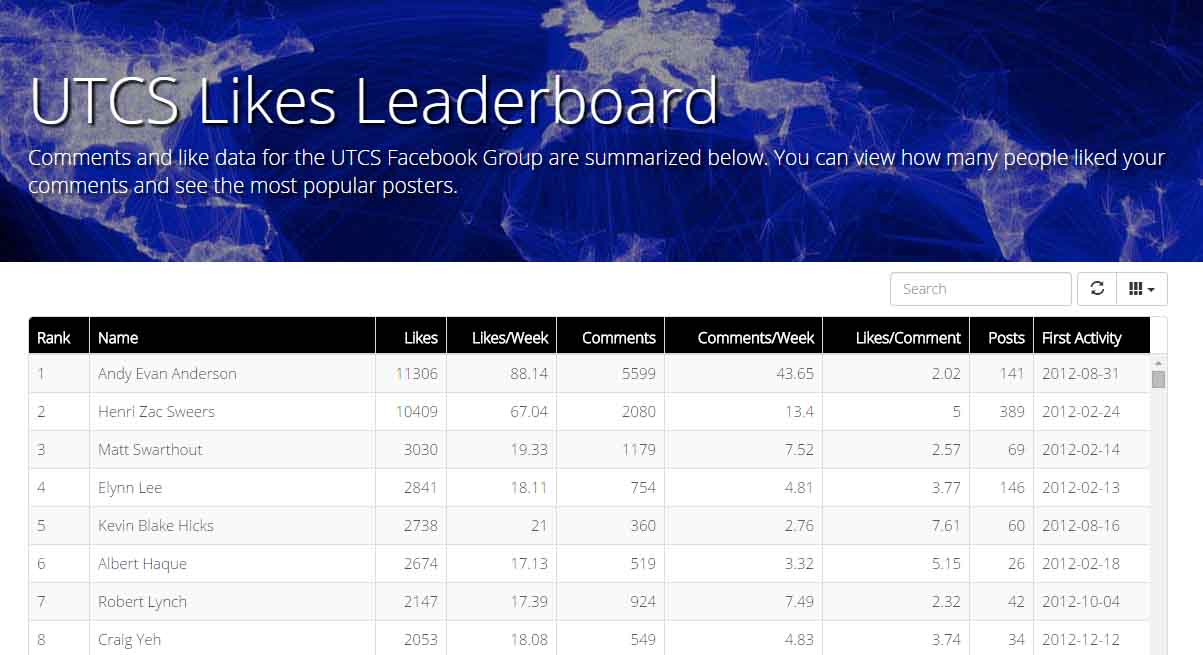 UTCS Likes Leaderboard
Comments and like data for the UTCS Facebook Group are summarized below. You can view how many people liked your
comments and see the most popular posters.
Search
Rank Name Likes Likes/Week Comments Comments/Week Likes/Comment Posts First Activity
1 Andy Evan Anderson 11306 88.14 5599 43.65 2.02 141 2012-08-31
2 Henri Zac Sweers 10409 67.04 2080 13.4 5 389 2012-02-24
3 Matt Swarthout 3030 19.33 1179 7.52 2.57 69 2012-02-14
4 Elynn Lee 2841 18.11 754 4.81 3.77 146 2012-02-13
5 Kevin Blake Hicks 2738 21 360 2.76 7.61 60 2012-08-16
6 Albert Haque 2674 17.13 519 3.32 5.15 26 2012-02-18
7 Robert Lynch 2147 17.39 924 7.49 2.32 42 2012-10-04
8 Craig Yeh 2053 18.08 549 4.83 3.74 34 2012-12-12